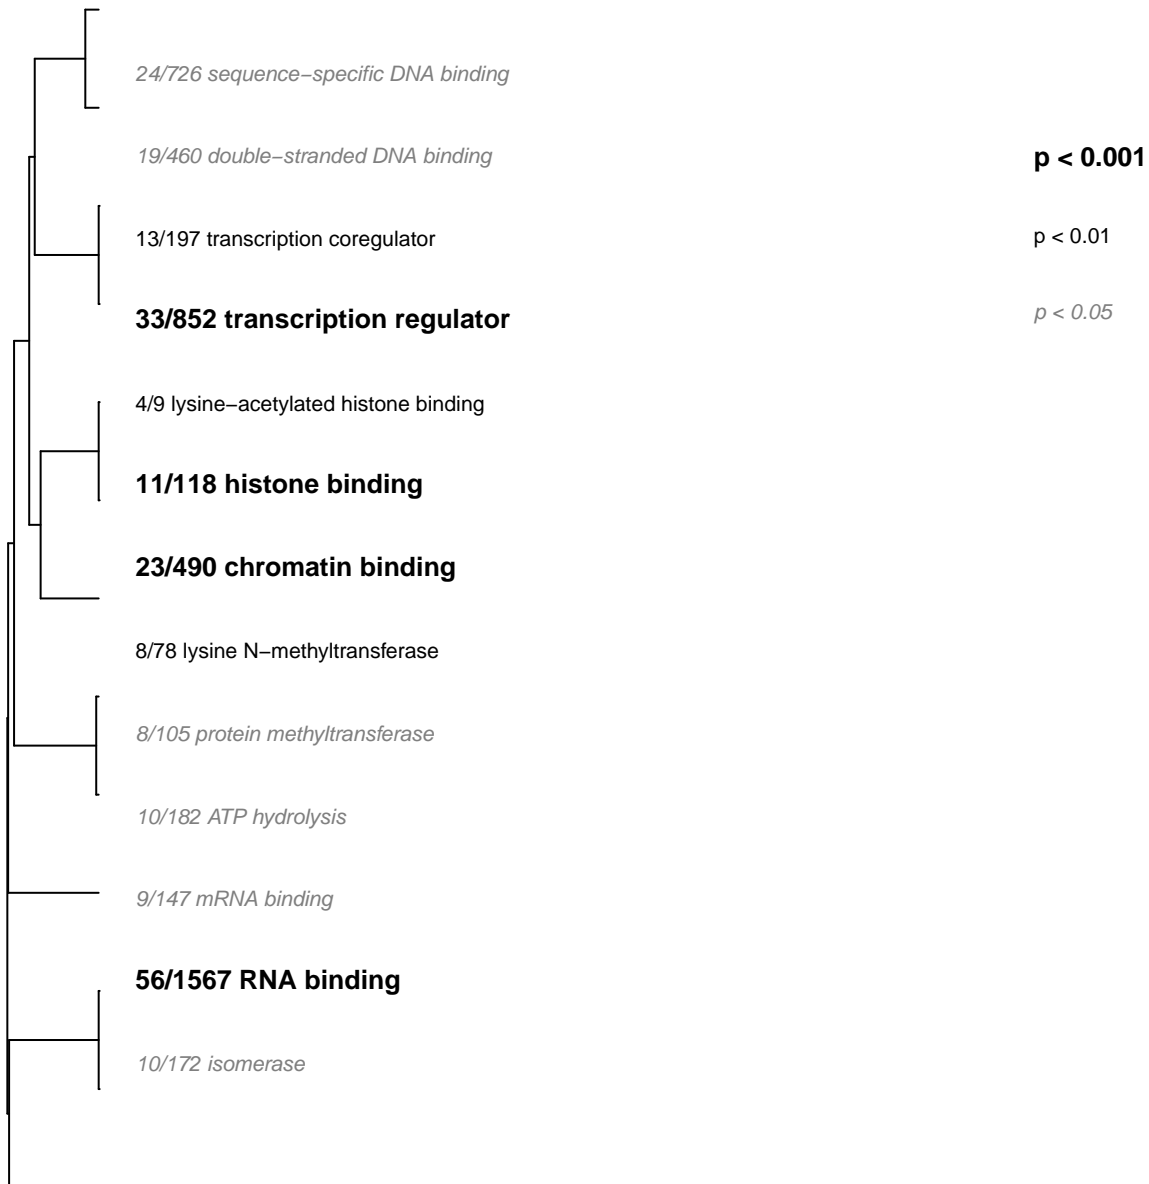 24/726 sequence−specific DNA binding
19/460 double−stranded DNA binding
13/197 transcription coregulator
33/852 transcription regulator
4/9 lysine−acetylated histone binding
11/118 histone binding
23/490 chromatin binding
8/78 lysine N−methyltransferase
8/105 protein methyltransferase
10/182 ATP hydrolysis
9/147 mRNA binding
56/1567 RNA binding
10/172 isomerase
p < 0.001
p < 0.01
p < 0.05